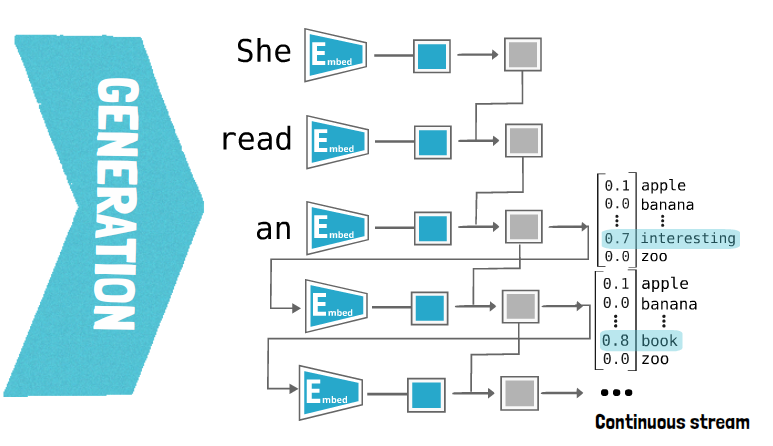 GENERATION
She
Embed
read
Embed
an
Embed
0.1 apple
0.0 banana
⋮ ⋮
0.7 interesting
0.0 zoo
Embed
0.1 apple
0.0 banana
⋮ ⋮
0.8 book
0.0 zoo
Embed
•••
Continuous stream